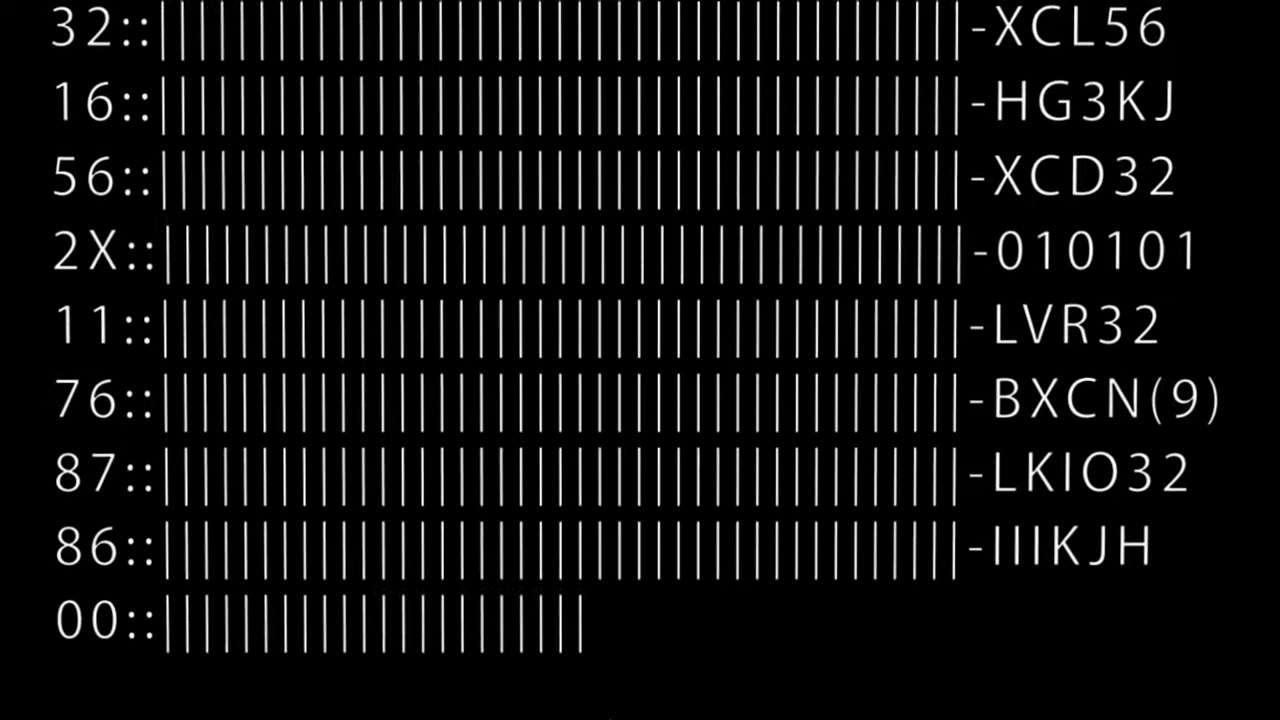 32::|||||||||||||||||||||||||||||||||||||||||-XCL56
16::|||||||||||||||||||||||||||||||||||||||||-HG3KJ
56::|||||||||||||||||||||||||||||||||||||||||-XCD32
2X::|||||||||||||||||||||||||||||||||||||||||-010101
11::|||||||||||||||||||||||||||||||||||||||||-LVR32
76::|||||||||||||||||||||||||||||||||||||||||-BXCN(9)
87::|||||||||||||||||||||||||||||||||||||||||-LKIO32
86::|||||||||||||||||||||||||||||||||||||||||-IIIKJH
00::||||||||||||||||||||||